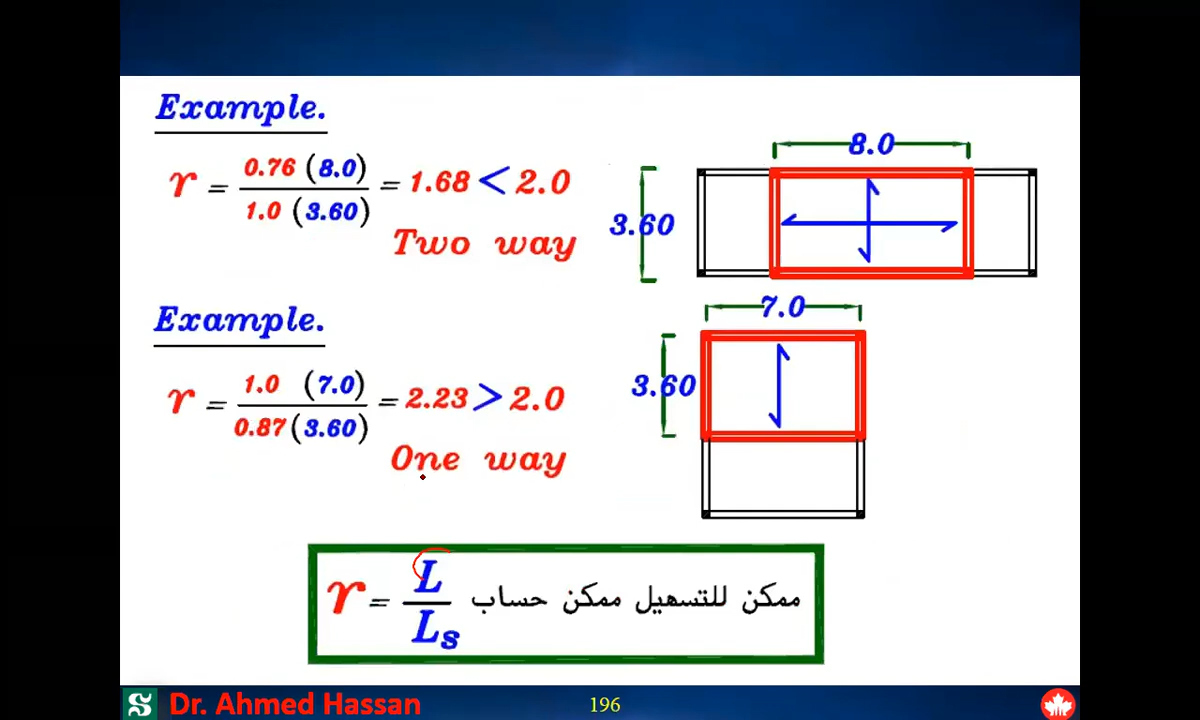 Example.
r = 0.76 (8.0) / 1.0 (3.60) = 1.68 < 2.0
Two way
8.0
3.60
Example.
r = 1.0 (7.0) / 0.87 (3.60) = 2.23 > 2.0
One way
7.0
3.60
ممكن للتسهيل ممكن حساب r = L / Ls
Dr. Ahmed Hassan
196